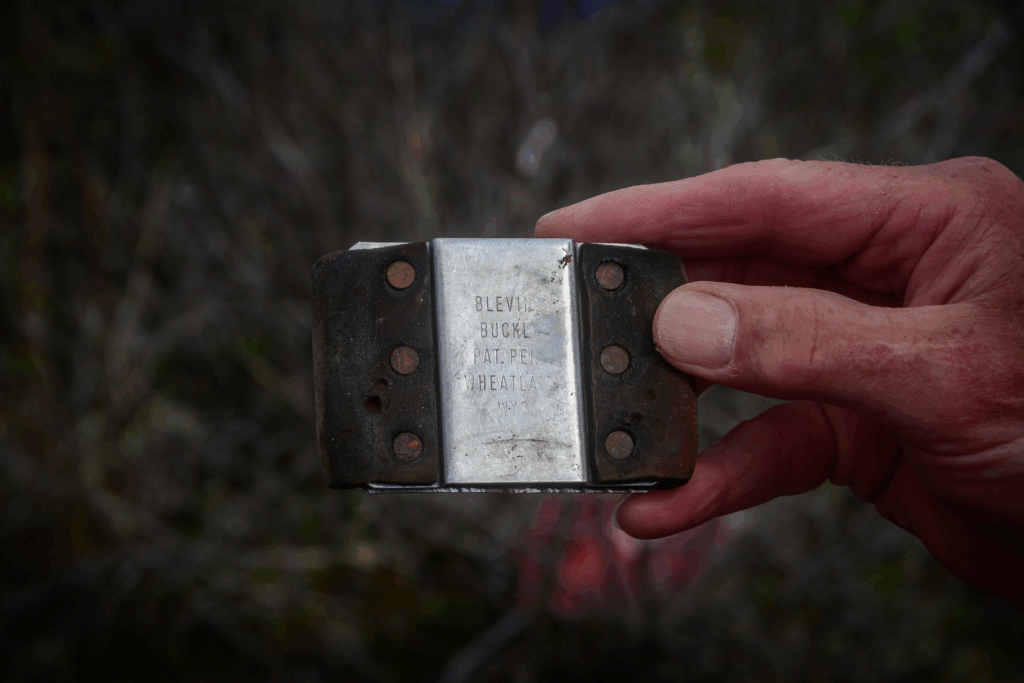 BLEVI
BUCKL
PAT. PE
WHEATLA
WY